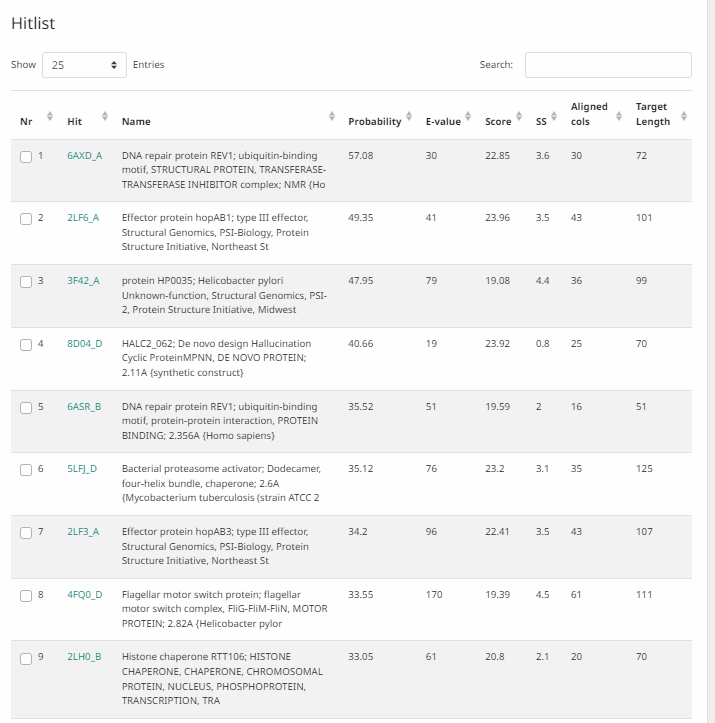 Hitlist
Show 25 Entries Search:
Nr Hit Name Probability E-value Score SS Aligned cols Target Length
1 6AXD_A DNA repair protein REV1; ubiquitin-binding 57.08 30 22.85 3.6 30 72
motif, STRUCTURAL PROTEIN, TRANSFERASE-
TRANSFERASE INHIBITOR complex; NMR {Ho
2 2LF6_A Effector protein hopAB1; type III effector, 49.35 41 23.96 3.5 43 101
Structural Genomics, PSI-Biology, Protein
Structure Initiative, Northeast St
3 3F42_A protein HP0035; Helicobacter pylori 47.95 79 19.08 4.4 36 99
Unknown-function, Structural Genomics, PSI-
2, Protein Structure Initiative, Midwest
4 8D04_D HALC2_062; De novo design Hallucination 40.66 19 23.92 0.8 25 70
Cyclic ProteinMPNN, DE NOVO PROTEIN;
2.11A {synthetic construct}
5 6ASR_B DNA repair protein REV1; ubiquitin-binding 35.52 51 19.59 2 16 51
motif, protein-protein interaction, PROTEIN
BINDING; 2.356A {Homo sapiens}
6 5LFJ_D Bacterial proteasome activator; Dodecamer, 35.12 76 23.2 3.1 35 125
four-helix bundle, chaperone; 2.6A
{Mycobacterium tuberculosis (strain ATCC 2
7 2LF3_A Effector protein hopAB3; type III effector, 34.2 96 22.41 3.5 43 107
Structural Genomics, PSI-Biology, Protein
Structure Initiative, Northeast St
8 4FQ0_D Flagellar motor switch protein; flagellar 33.55 170 19.39 4.5 61 111
motor switch complex, FliG-FliM-FliN, MOTOR
PROTEIN; 2.82A {Helicobacter pylor
9 2LH0_B Histone chaperone RTT106; HISTONE 33.05 61 20.8 2.1 20 70
CHAPERONE, CHAPERONE, CHROMOSOMAL
PROTEIN, NUCLEUS, PHOSPHOPROTEIN,
TRANSCRIPTION, TRA